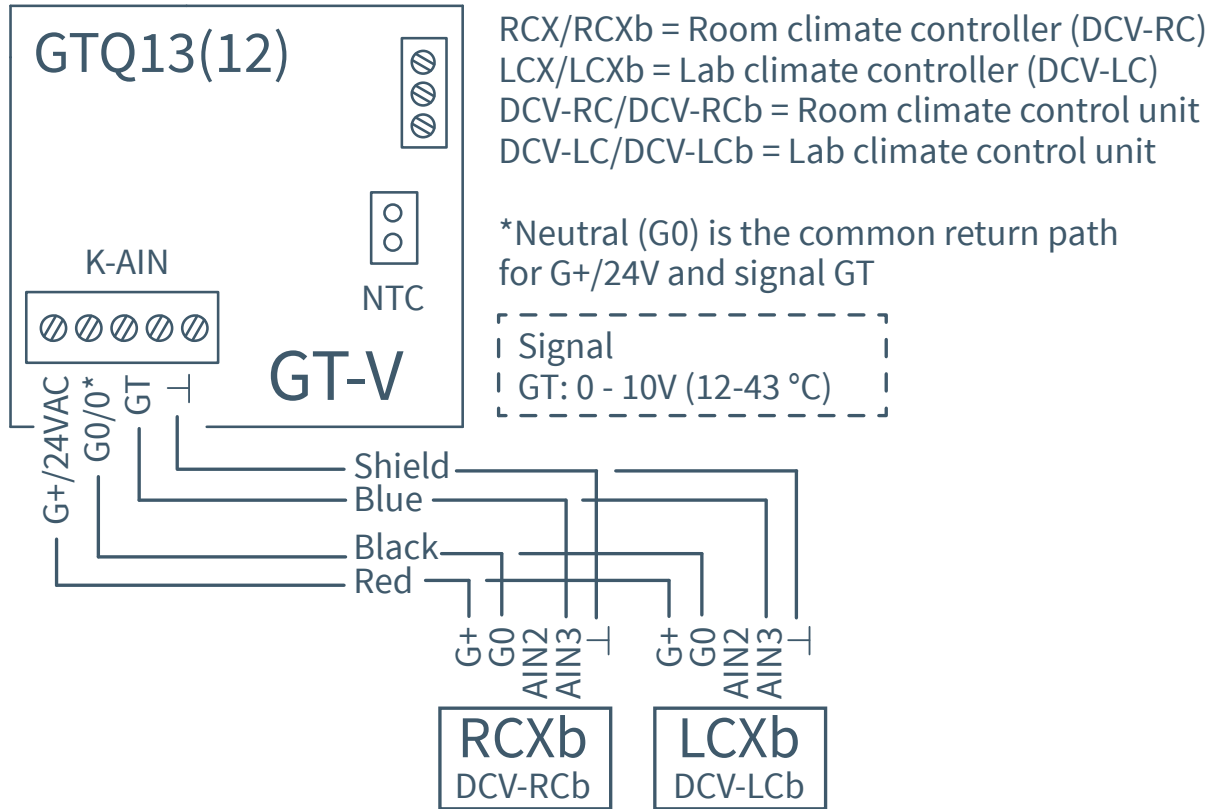 GTQ13(12)
RCX/RCXb = Room climate controller (DCV-RC)
LCX/LCXb = Lab climate controller (DCV-LC)
DCV-RC/DCV-RCb = Room climate control unit
DCV-LC/DCV-LCb = Lab climate control unit
*Neutral (G0) is the common return path
for G+/24V and signal GT
K-AIN
NTC
GT-V
Signal
GT: 0 - 10V (12-43 °C)
G+/24VAC
G0/0*
GT
⊥
Shield
Blue
Black
Red
G+
G0
AIN2
AIN3
⊥
G+
G0
AIN2
AIN3
⊥
RCXb
DCV-RCb
LCXb
DCV-LCb